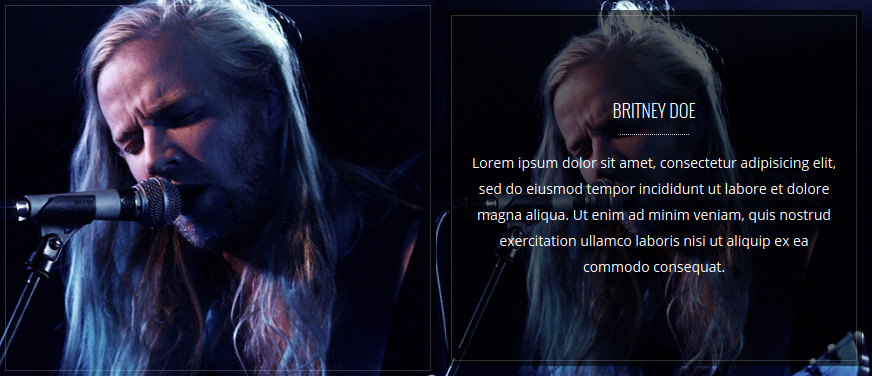 BRITNEY DOE
Lorem ipsum dolor sit amet, consectetur adipisicing elit,
sed do eiusmod tempor incididunt ut labore et dolore
magna aliqua. Ut enim ad minim veniam, quis nostrud
exercitation ullamco laboris nisi ut aliquip ex ea
commodo consequat.